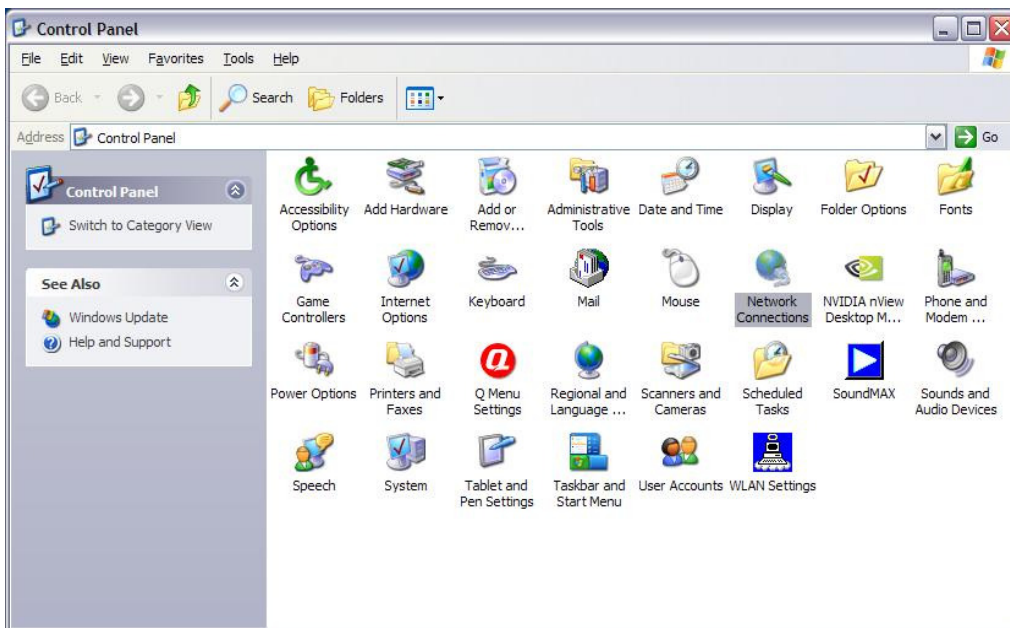 Control Panel
File Edit View Favorites Tools Help
Back Search Folders
Address Control Panel Go
Control Panel
Switch to Category View
See Also
Windows Update
Help and Support
Accessibility Options
Add Hardware
Add or Remov...
Administrative Tools
Date and Time
Display
Folder Options
Fonts
Game Controllers
Internet Options
Keyboard
Mail
Mouse
Network Connections
NVIDIA nView Desktop M...
Phone and Modem ...
Power Options
Printers and Faxes
Q Menu Settings
Regional and Language ...
Scanners and Cameras
Scheduled Tasks
SoundMAX
Sounds and Audio Devices
Speech
System
Tablet and Pen Settings
Taskbar and Start Menu
User Accounts
WLAN Settings